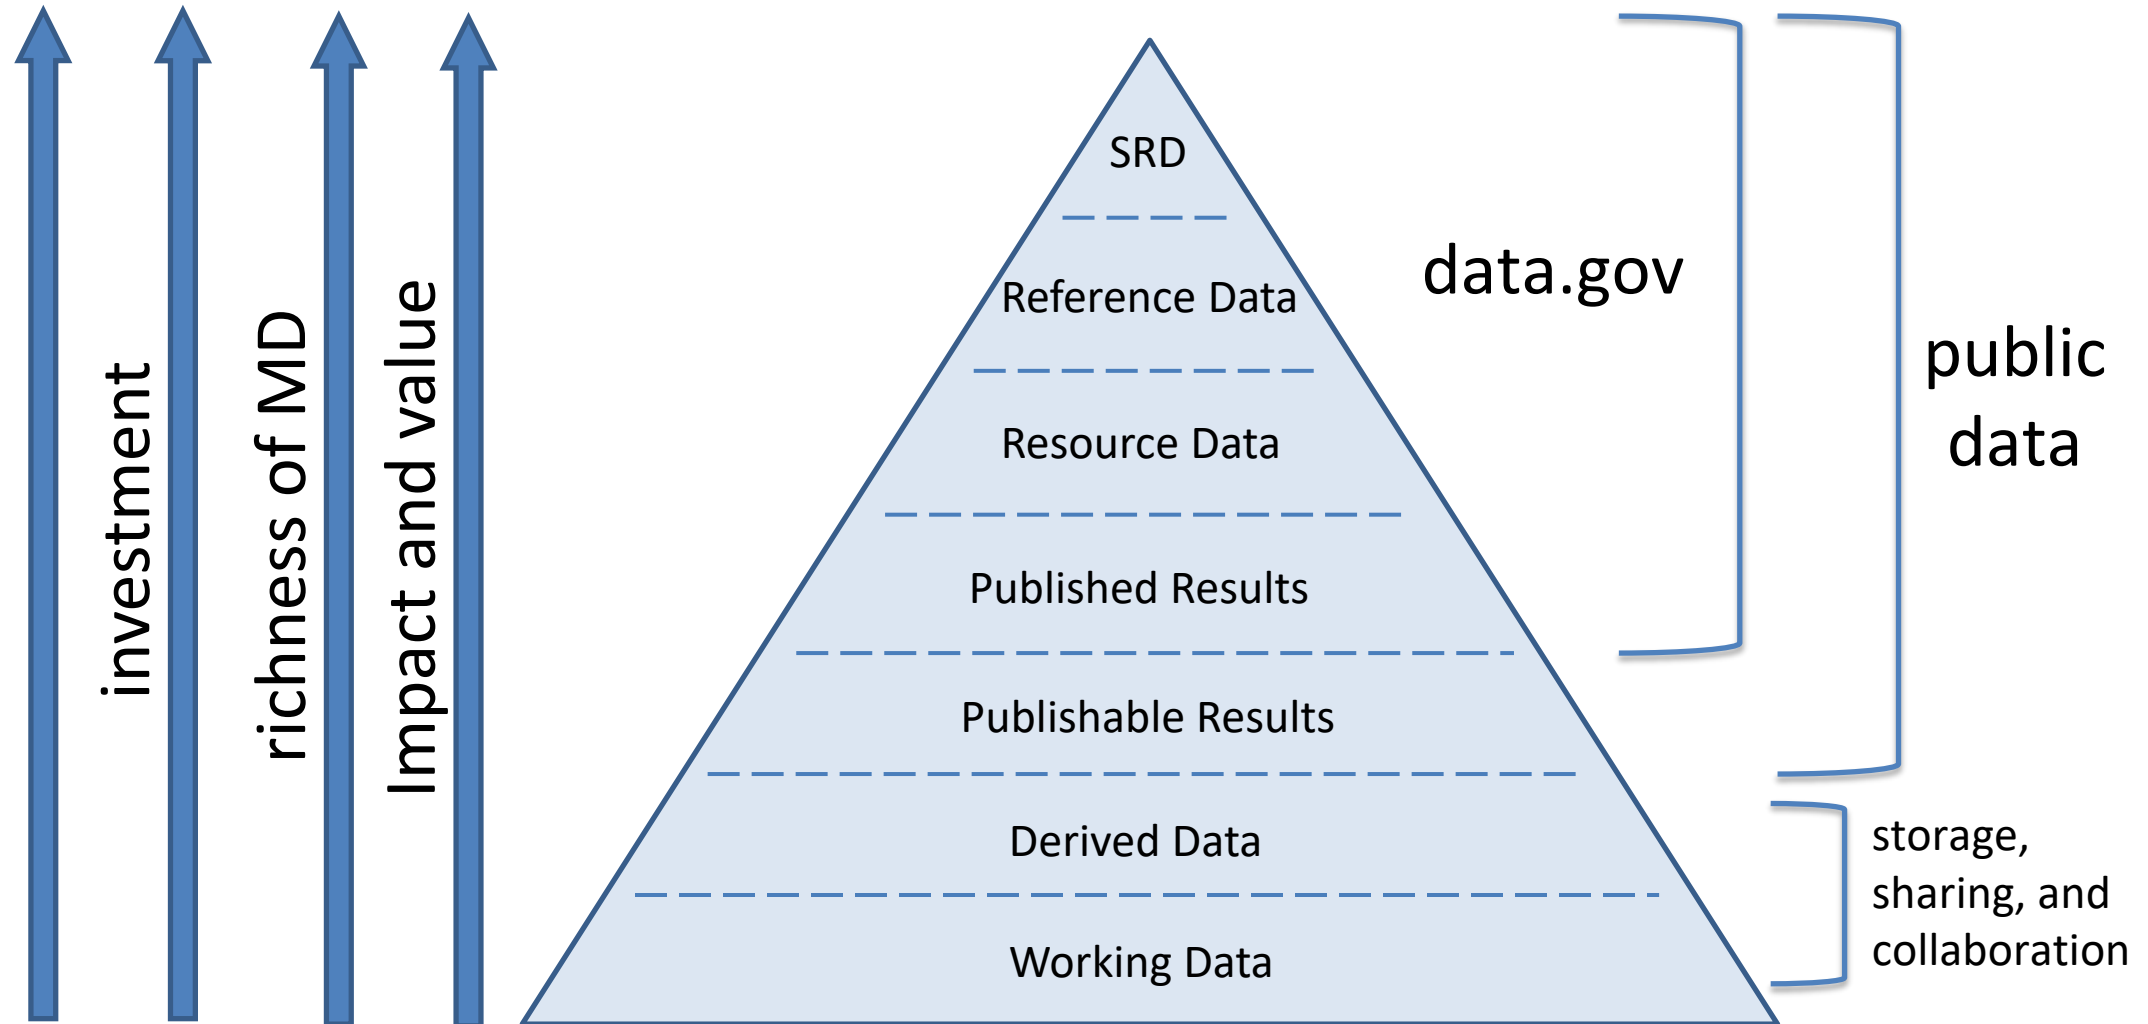 investment
richness of MD
Impact and value
SRD
Reference Data
Resource Data
Published Results
Publishable Results
Derived Data
Working Data
data.gov
public
data
storage,
sharing, and
collaboration